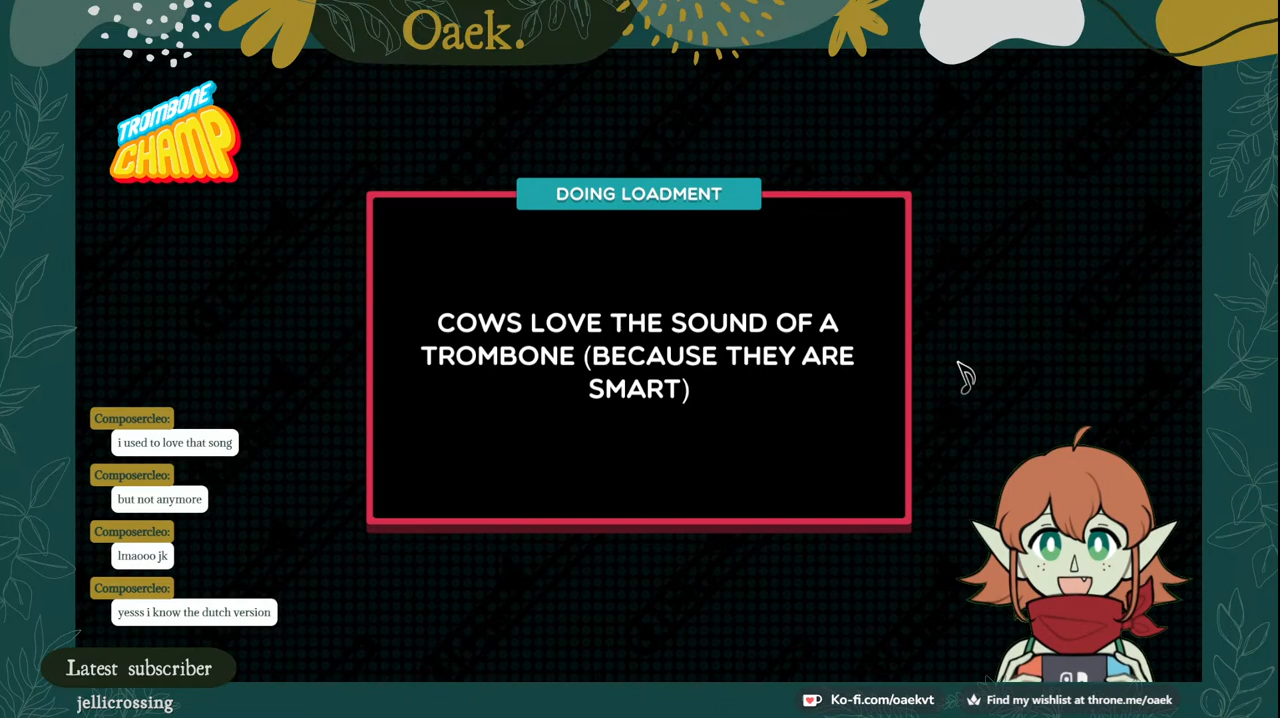 Oaek.
TROMBONE
CHAMP
DOING LOADMENT
COWS LOVE THE SOUND OF A
TROMBONE (BECAUSE THEY ARE
SMART)
Composercleo:
i used to love that song
Composercleo:
but not anymore
Composercleo:
lmaooo jk
Composercleo:
yesss i know the dutch version
Latest subscriber
jellicrossing
Ko-fi.com/oaekvt
Find my wishlist at throne.me/oaek